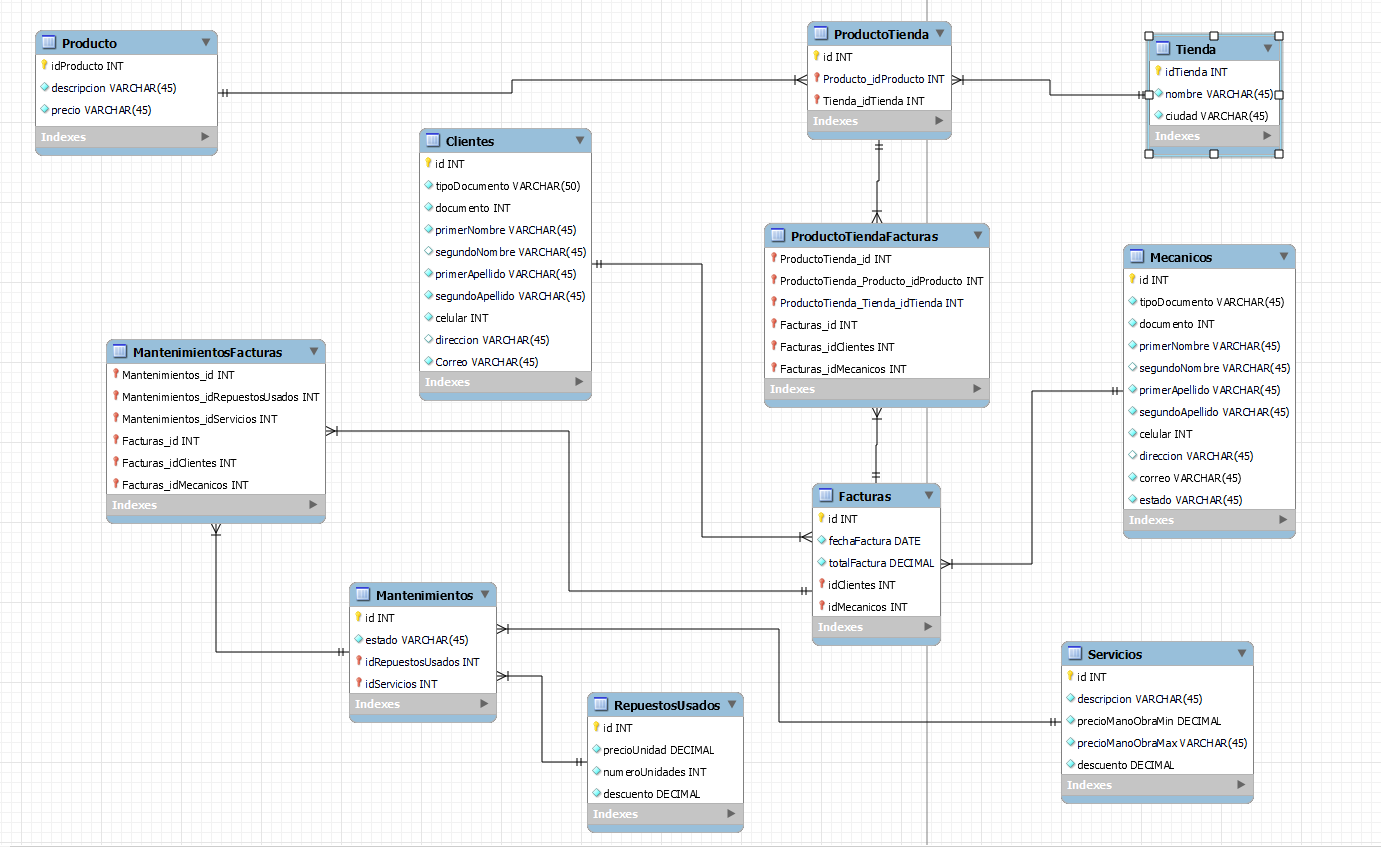 Producto
idProducto INT
descripcion VARCHAR(45)
precio VARCHAR(45)
Indexes
ProductoTienda
id INT
Producto_idProducto INT
Tienda_idTienda INT
Indexes
Tienda
idTienda INT
nombre VARCHAR(45)
ciudad VARCHAR(45)
Indexes
Clientes
id INT
tipoDocumento VARCHAR(50)
documento INT
primerNombre VARCHAR(45)
segundoNombre VARCHAR(45)
primerApellido VARCHAR(45)
segundoApellido VARCHAR(45)
celular INT
direccion VARCHAR(45)
Correo VARCHAR(45)
Indexes
ProductoTiendaFacturas
ProductoTienda_id INT
ProductoTienda_Producto_idProducto INT
ProductoTienda_Tienda_idTienda INT
Facturas_id INT
Facturas_idClientes INT
Facturas_idMecanicos INT
Indexes
Mecanicos
id INT
tipoDocumento VARCHAR(45)
documento INT
primerNombre VARCHAR(45)
segundoNombre VARCHAR(45)
primerApellido VARCHAR(45)
segundoApellido VARCHAR(45)
celular INT
direccion VARCHAR(45)
correo VARCHAR(45)
estado VARCHAR(45)
Indexes
MantenimientosFacturas
Mantenimientos_id INT
Mantenimientos_idRepuestosUsados INT
Mantenimientos_idServicios INT
Facturas_id INT
Facturas_idClientes INT
Facturas_idMecanicos INT
Indexes
Facturas
id INT
fechaFactura DATE
totalFactura DECIMAL
idClientes INT
idMecanicos INT
Indexes
Mantenimientos
id INT
estado VARCHAR(45)
idRepuestosUsados INT
idServicios INT
Indexes
RepuestosUsados
id INT
precioUnidad DECIMAL
numeroUnidades INT
descuento DECIMAL
Indexes
Servicios
id INT
descripcion VARCHAR(45)
precioManoObraMin DECIMAL
precioManoObraMax VARCHAR(45)
descuento DECIMAL
Indexes